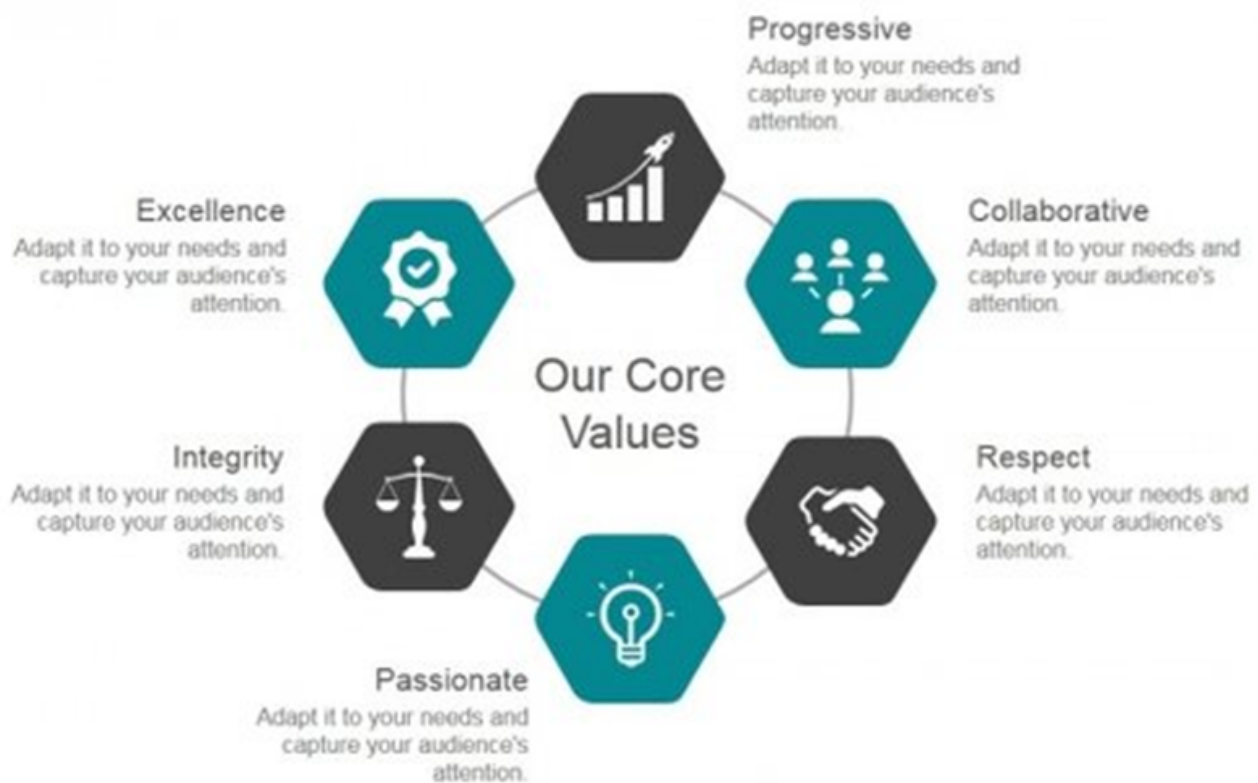 Progressive
Adapt it to your needs and
capture your audience's
attention.
Excellence
Adapt it to your needs and
capture your audience's
attention.
Collaborative
Adapt it to your needs and
capture your audience's
attention.
Our Core
Values
Integrity
Adapt it to your needs and
capture your audience's
attention.
Respect
Adapt it to your needs and
capture your audience's
attention.
Passionate
Adapt it to your needs and
capture your audience's
attention.